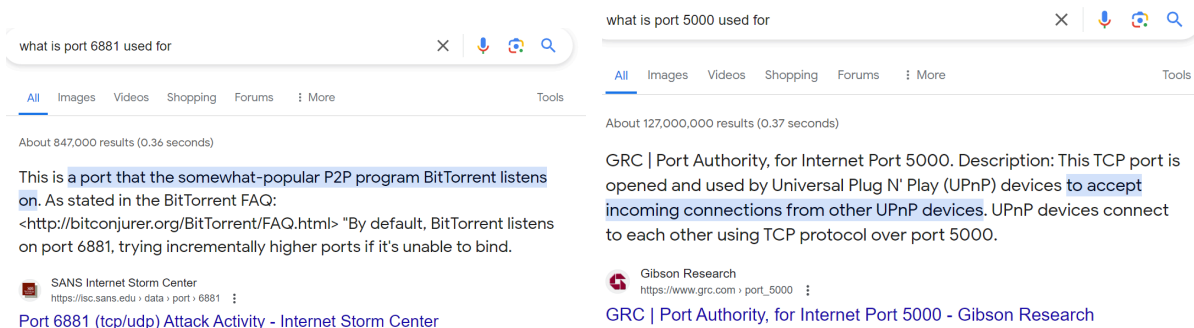 what is port 6881 used for
All Images Videos Shopping Forums More Tools
About 847,000 results (0.36 seconds)
This is a port that the somewhat-popular P2P program BitTorrent listens
on. As stated in the BitTorrent FAQ:
<http://bitconjurer.org/BitTorrent/FAQ.html> "By default, BitTorrent listens
on port 6881, trying incrementally higher ports if it's unable to bind.
SANS Internet Storm Center
https://isc.sans.edu › data › port › 6881
Port 6881 (tcp/udp) Attack Activity - Internet Storm Center
what is port 5000 used for
All Images Videos Shopping Forums More Tools
About 127,000,000 results (0.37 seconds)
GRC | Port Authority, for Internet Port 5000. Description: This TCP port is
opened and used by Universal Plug N' Play (UPnP) devices to accept
incoming connections from other UPnP devices. UPnP devices connect
to each other using TCP protocol over port 5000.
Gibson Research
https://www.grc.com › port_5000
GRC | Port Authority, for Internet Port 5000 - Gibson Research